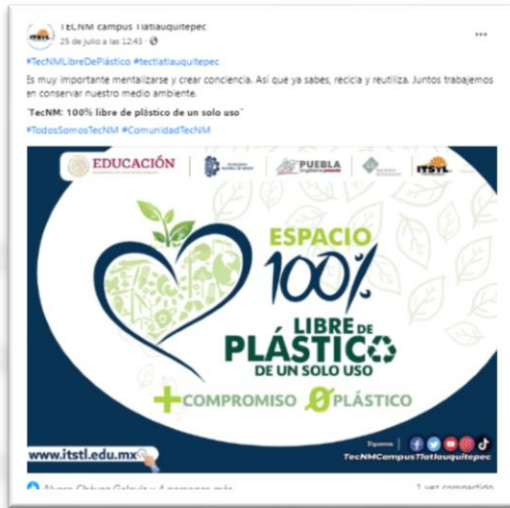 TECNM campus Tlatlauquitepec
25 de julio a las 12:43
#TecNMLibreDePlástico #tectlatlauquitepec
Es muy importante mentalizarse y crear conciencia. Así que ya sabes, recicla y reutiliza. Juntos trabajemos
en conservar nuestro medio ambiente.
"TecNM: 100% libre de plástico de un solo uso"
#TodosSomosTecNM #ComunidadTecNM
EDUCACIÓN
PUEBLA
ITSTL
ESPACIO
100%
LIBRE DE
PLÁSTICO
DE UN SOLO USO
+COMPROMISO 0 PLÁSTICO
www.itstl.edu.mx
Síguenos
TecNMCampusTlatlauquitepec
1 vez compartido